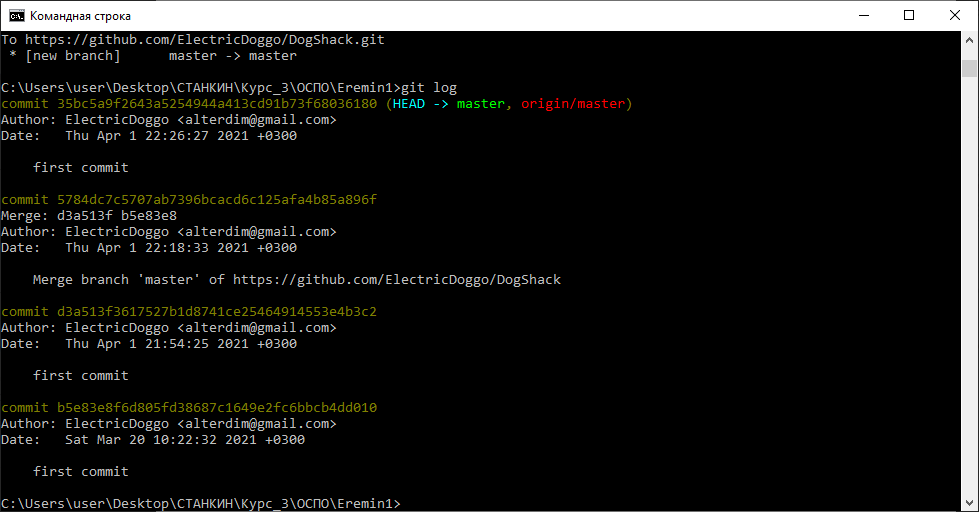 Командная строка
To https://github.com/ElectricDoggo/DogShack.git
 * [new branch]      master -> master
C:\Users\user\Desktop\СТАНКИН\Курс_3\ОСПО\Eremin1>git log
commit 35bc5a9f2643a5254944a413cd91b73f68036180 (HEAD -> master, origin/master)
Author: ElectricDoggo <alterdim@gmail.com>
Date:   Thu Apr 1 22:26:27 2021 +0300
    first commit
commit 5784dc7c5707ab7396bcacd6c125afa4b85a896f
Merge: d3a513f b5e83e8
Author: ElectricDoggo <alterdim@gmail.com>
Date:   Thu Apr 1 22:18:33 2021 +0300
    Merge branch 'master' of https://github.com/ElectricDoggo/DogShack
commit d3a513f3617527b1d8741ce25464914553e4b3c2
Author: ElectricDoggo <alterdim@gmail.com>
Date:   Thu Apr 1 21:54:25 2021 +0300
    first commit
commit b5e83e8f6d805fd38687c1649e2fc6bbcb4dd010
Author: ElectricDoggo <alterdim@gmail.com>
Date:   Sat Mar 20 10:22:32 2021 +0300
    first commit
C:\Users\user\Desktop\СТАНКИН\Курс_3\ОСПО\Eremin1>